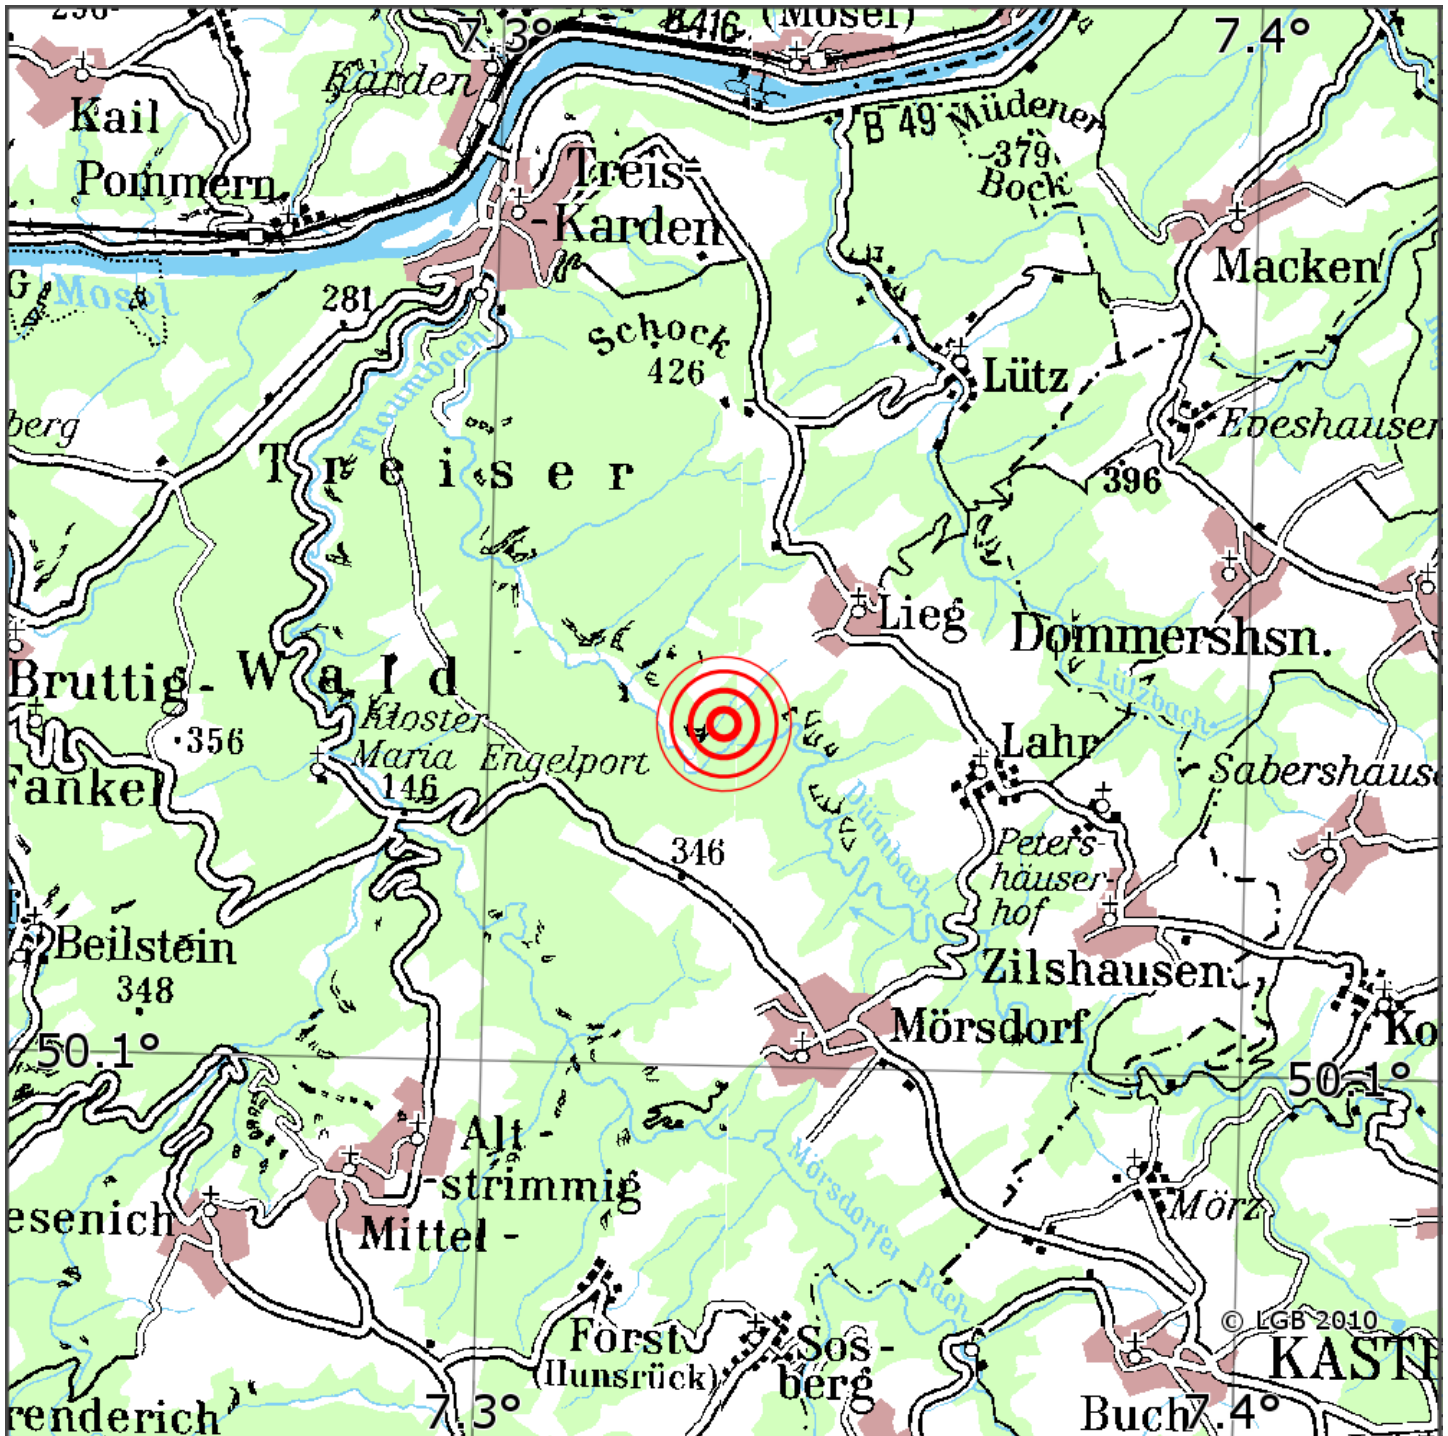 7.3°
B416
(Mosel)
7.4°
Karden
Kail
B 49
Müdener
379
Bock
Pommern
Treis-
-Karden
Macken
Mosel
281
Schock
426
Flaumbach
Lütz
berg
Eveshausen
Treiser
396
Lieg
Dommershsn.
Bruttig-
Wald
Lützbach
Kloster
356
Maria Engelport
Lahr
146
Fankel
Sabershause
Dünnbach
346
Peters-
häuser-
hof
Beilstein
Zilshausen
348
Mörsdorf
Ko
50.1°
50.1°
Alt-
-strimmig
Mörsdorfer Bach
Mörz
esenich
Mittel-
© LGB 2010
Forst
(Hunsrück)
Sos-
berg
KASTE
renderich
7.3°
Buch
7.4°